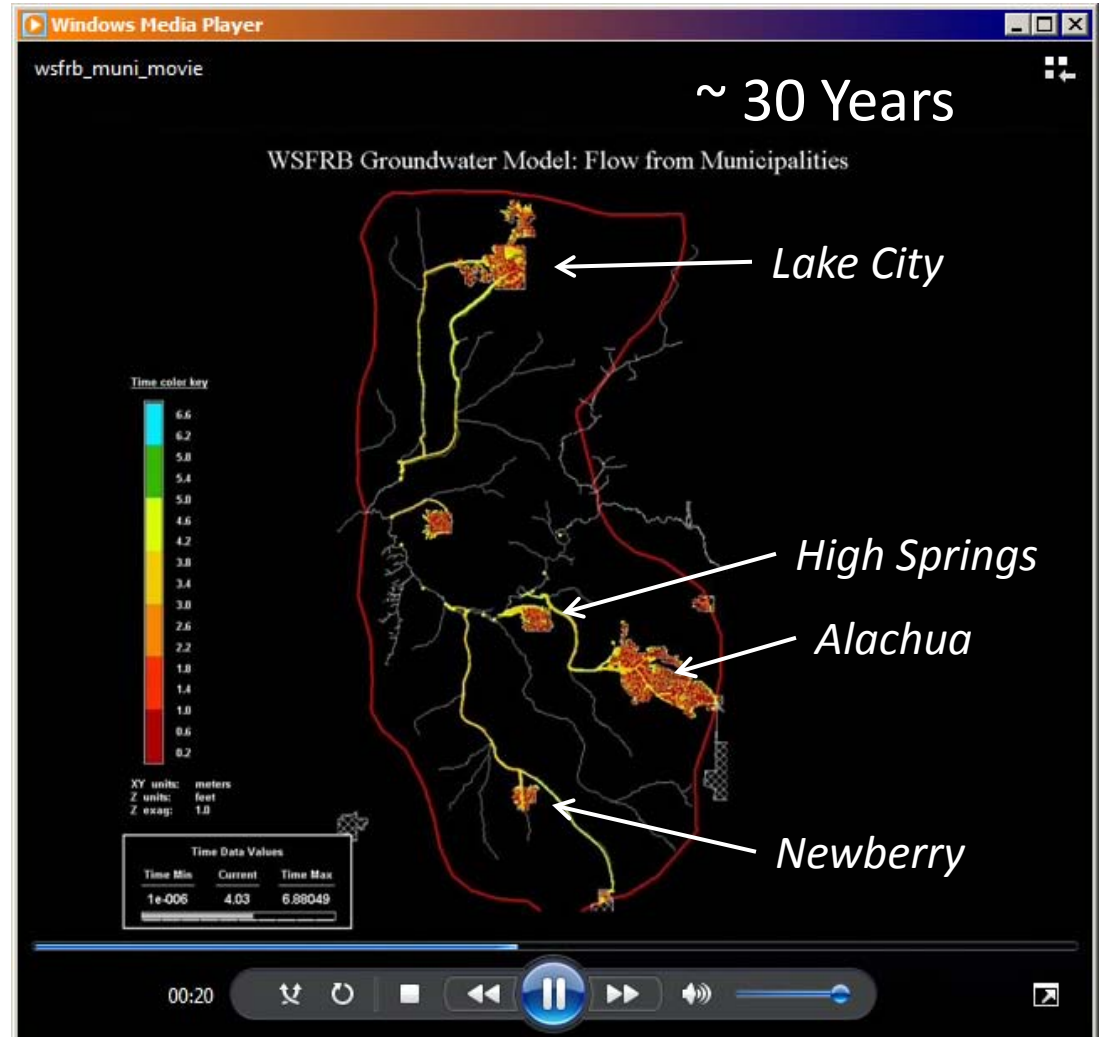 Windows Media Player
wsfrb_muni_movie
~ 30 Years
WSFRB Groundwater Model: Flow from Municipalities
Lake City
Time color key
6.6
6.2
5.8
5.4
5.0
4.6
4.2
3.8
3.4
3.0
2.6
2.2
1.8
1.4
1.0
0.6
0.2
High Springs
Alachua
XY units: meters
Z units: feet
Z exag: 1.0
Newberry
Time Data Values
Time Min Current Time Max
1e-006 4.03 6.88049
00:20